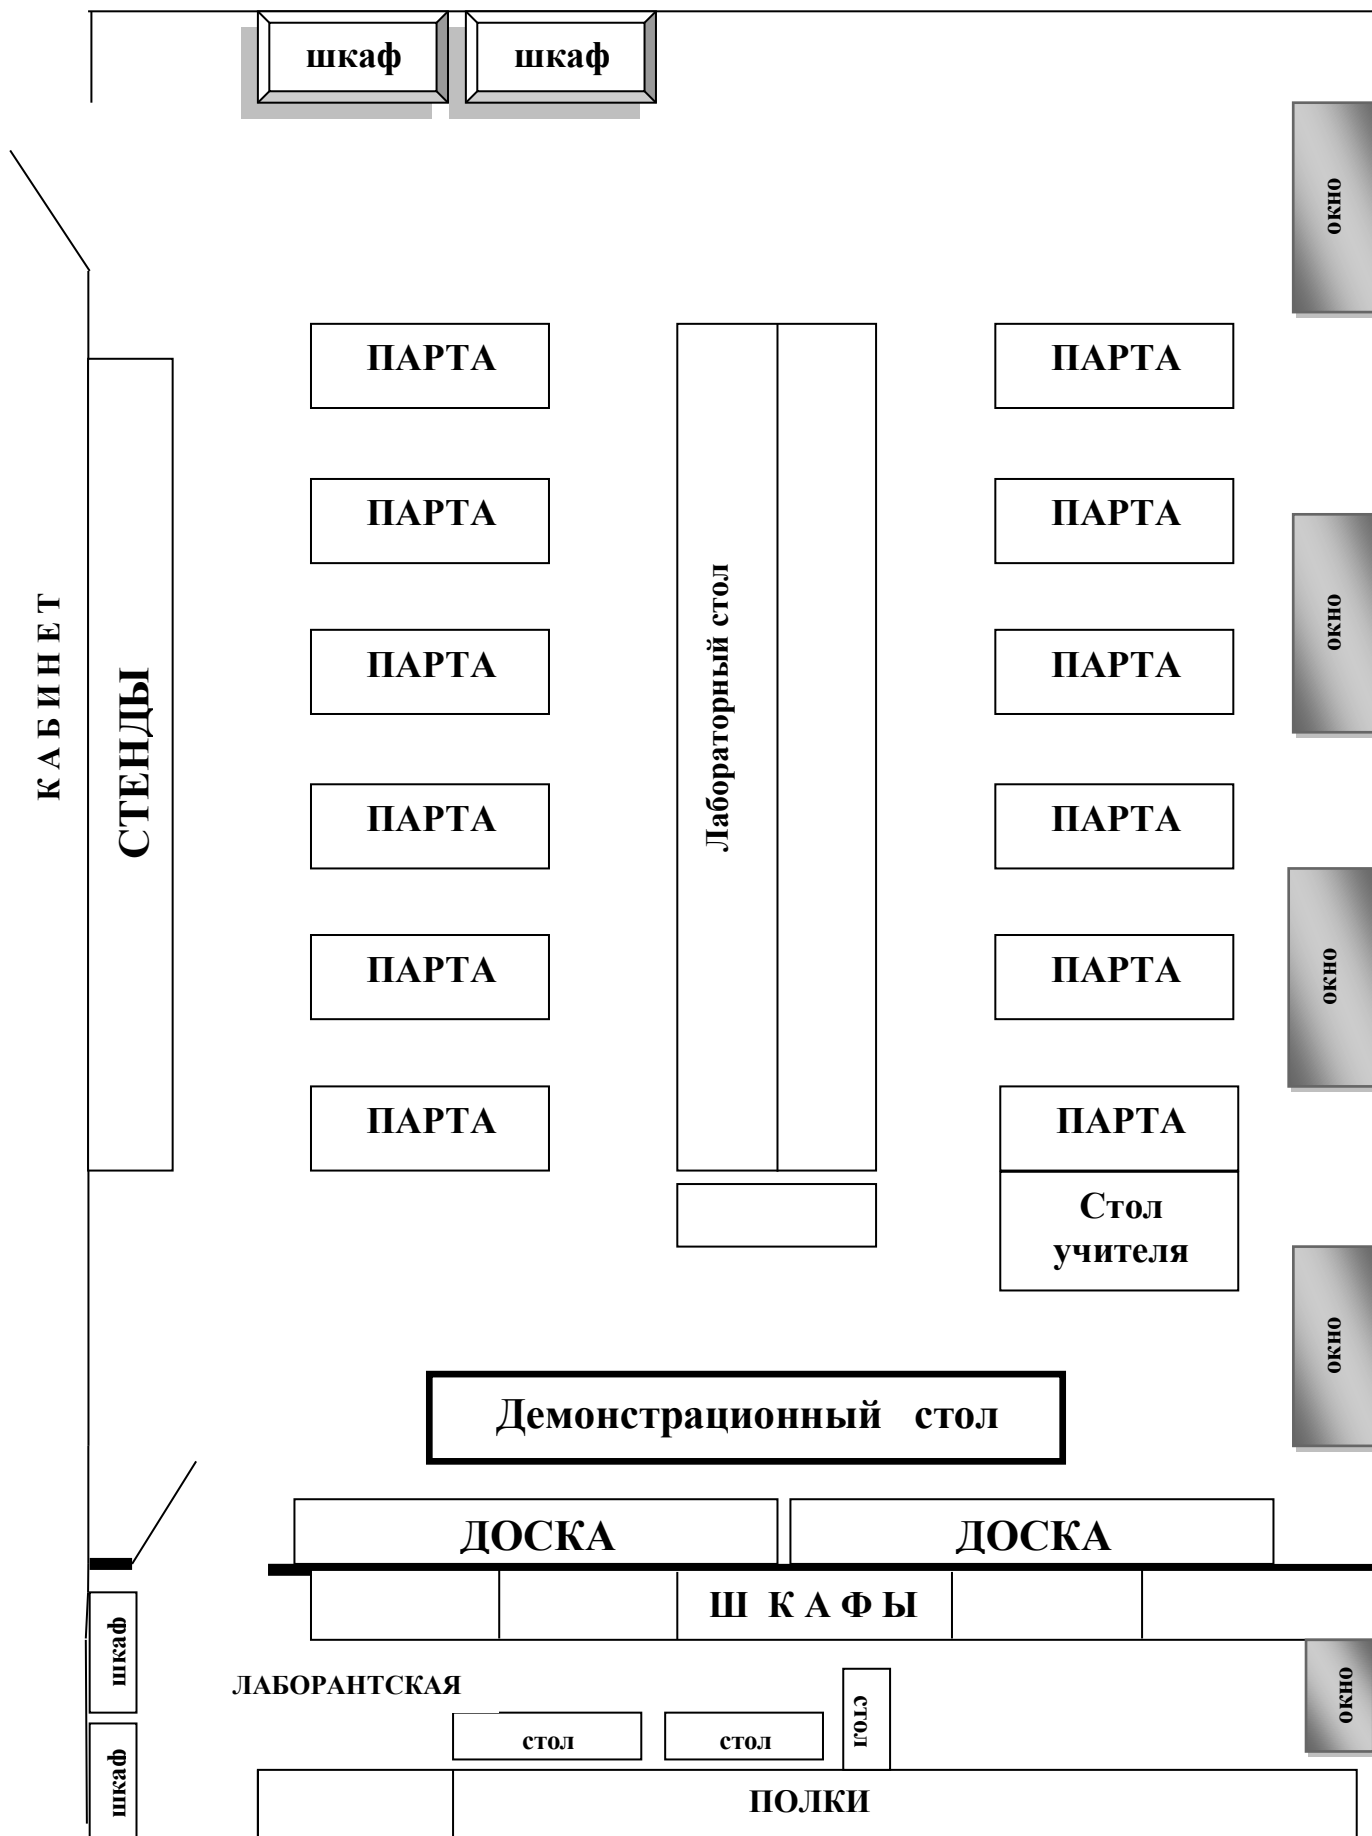 шкаф
шкаф
окно
ПАРТА
ПАРТА
ПАРТА
ПАРТА
окно
КАБИНЕТ
СТЕНДЫ
Лабораторный стол
ПАРТА
ПАРТА
ПАРТА
ПАРТА
окно
ПАРТА
ПАРТА
ПАРТА
ПАРТА
Стол
учителя
окно
Демонстрационный стол
ДОСКА
ДОСКА
Ш К А Ф Ы
шкаф
ЛАБОРАНТСКАЯ
стол
стол
стол
окно
шкаф
ПОЛКИ